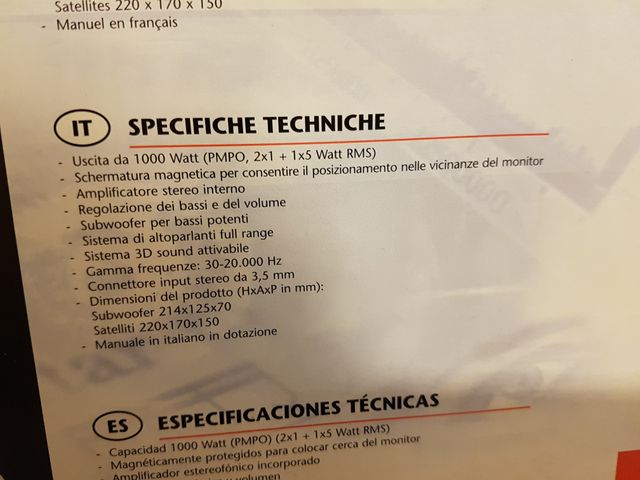 Satellites 220 x 170 x 150
- Manuel en français
IT SPECIFICHE TECHNICHE
- Uscita da 1000 Watt (PMPO, 2x1 + 1x5 Watt RMS)
- Schermatura magnetica per consentire il posizionamento nelle vicinanze del monitor
- Amplificatore stereo interno
- Regolazione dei bassi e del volume
- Subwoofer per bassi potenti
- Sistema di altoparlanti full range
- Sistema 3D sound attivabile
- Gamma frequenze: 30-20.000 Hz
- Connettore input stereo da 3,5 mm
- Dimensioni del prodotto (HxAxP in mm):
Subwoofer 214x125x70
Satelliti 220x170x150
- Manuale in italiano in dotazione
ES ESPECIFICACIONES TÉCNICAS
- Capacidad 1000 Watt (PMPO) (2x1 + 1x5 Watt RMS)
- Magnéticamente protegidos para colocar cerca del monitor
- Amplificador estereofónico incorporado
volumen